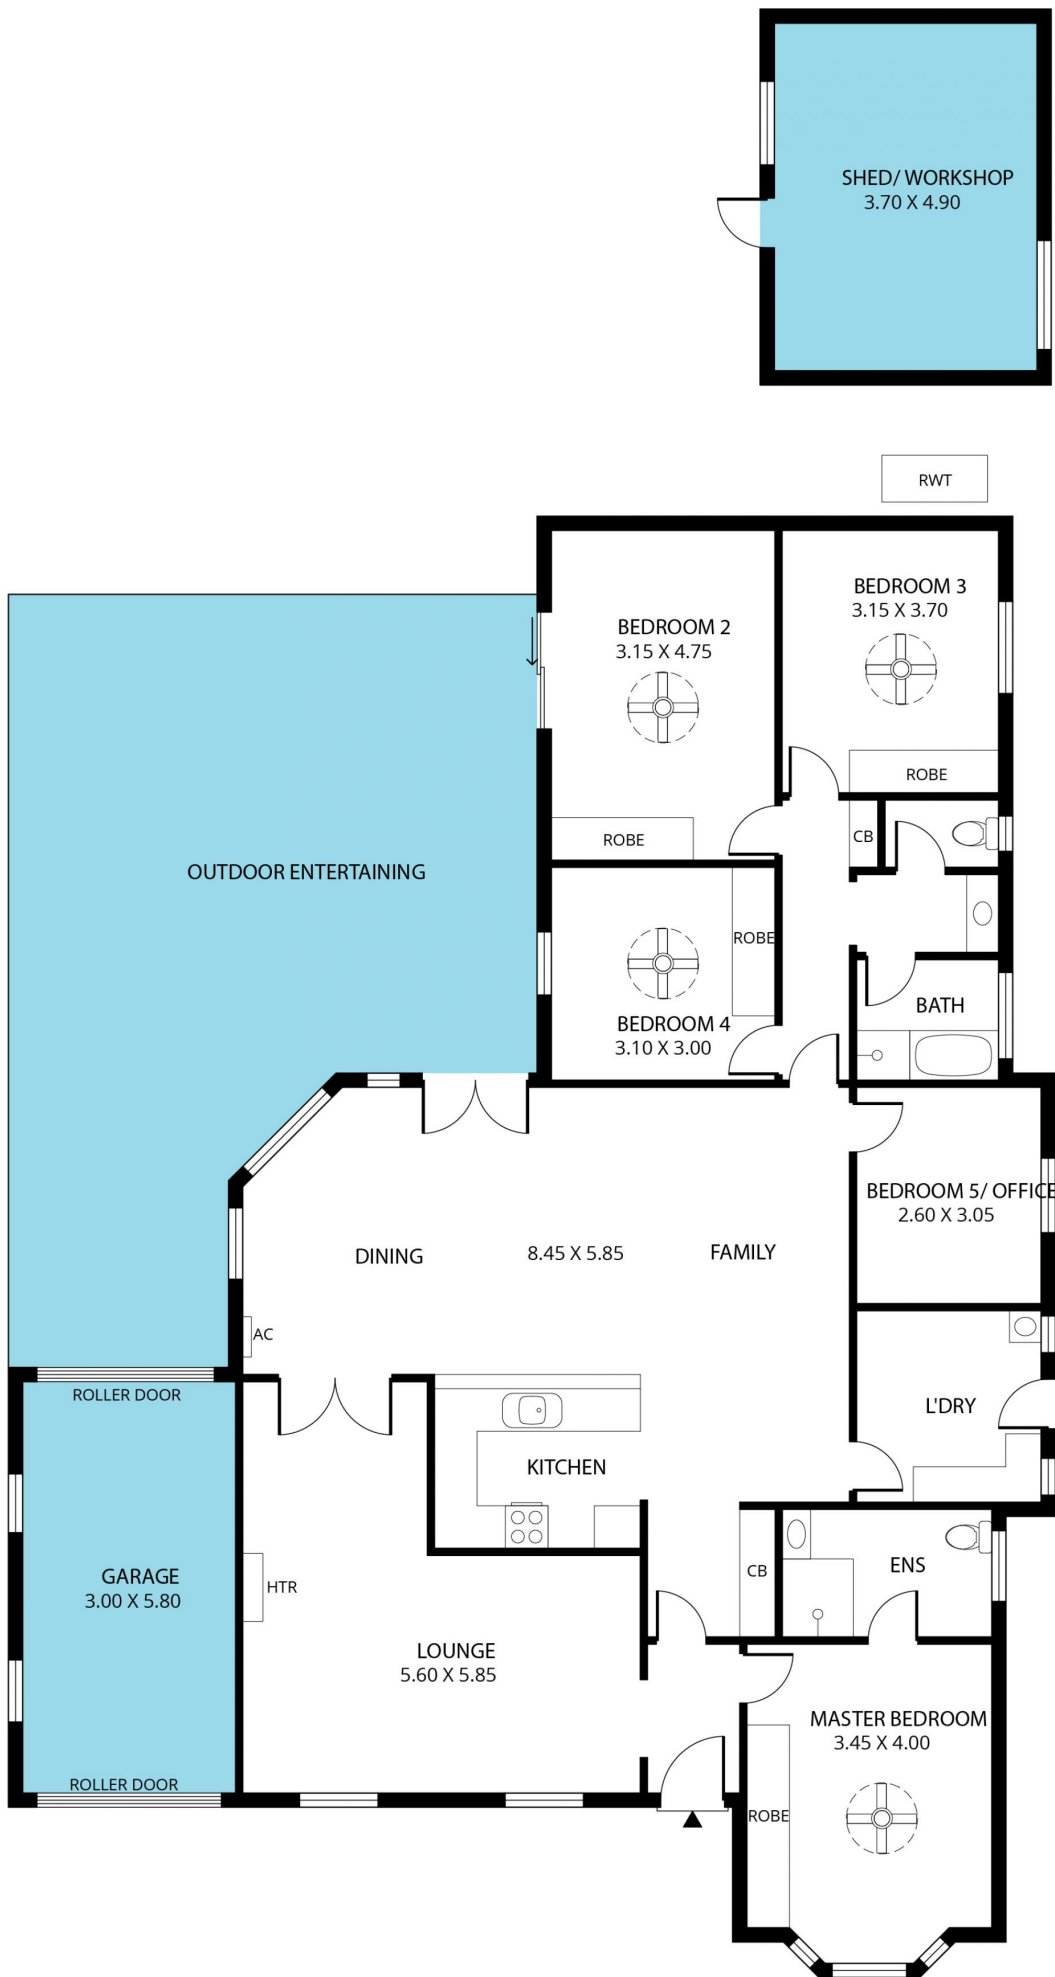 SHED/ WORKSHOP
3.70 X 4.90
RWT
BEDROOM 3
3.15 X 3.70
BEDROOM 2
3.15 X 4.75
ROBE
ROBE
CB
OUTDOOR ENTERTAINING
ROBE
BEDROOM 4
3.10 X 3.00
BATH
BEDROOM 5/ OFFICE
2.60 X 3.05
DINING
8.45 X 5.85
FAMILY
AC
ROLLER DOOR
L'DRY
KITCHEN
GARAGE
3.00 X 5.80
HTR
CB
ENS
LOUNGE
5.60 X 5.85
MASTER BEDROOM
3.45 X 4.00
ROLLER DOOR
ROBE